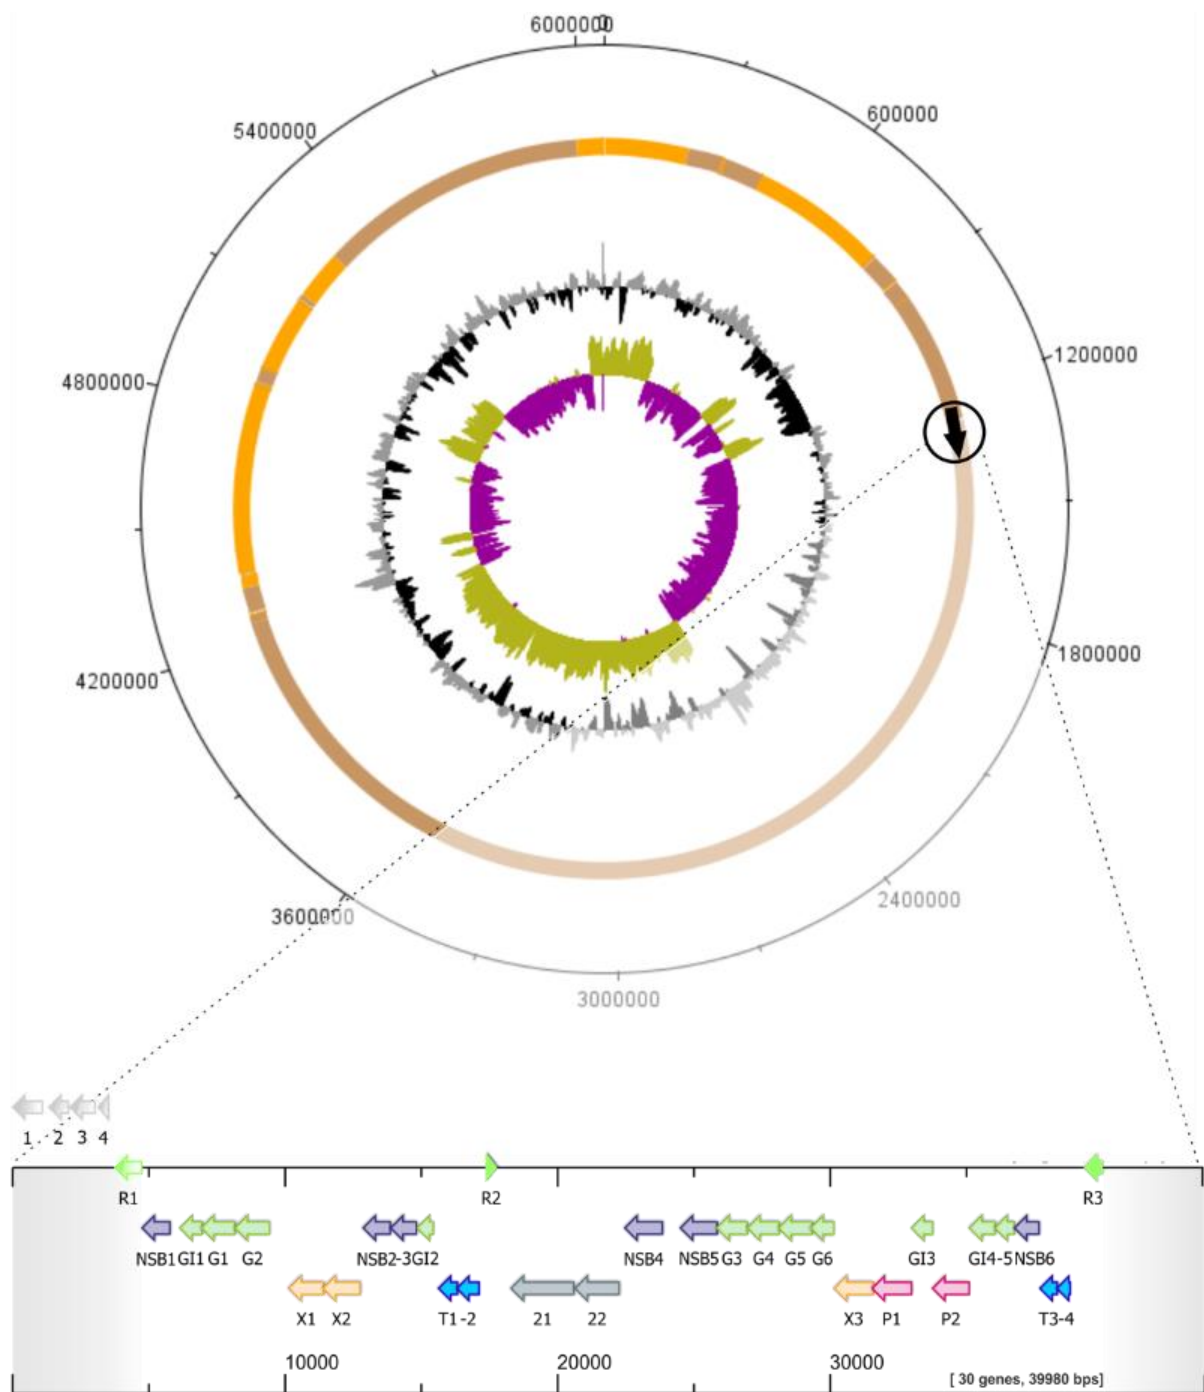 6000000 0
600000
5400000
1200000
4800000
1800000
4200000
2400000
3600000
3000000
1 2 3 4
R1 R2 R3
NSB1 GI1 G1 G2 NSB2-3 GI2 NSB4 NSB5 G3 G4 G5 G6 GI3 GI4-5 NSB6
X1 X2 T1-2 21 22 X3 P1 P2 T3-4
10000 20000 30000
[ 30 genes, 39980 bps]